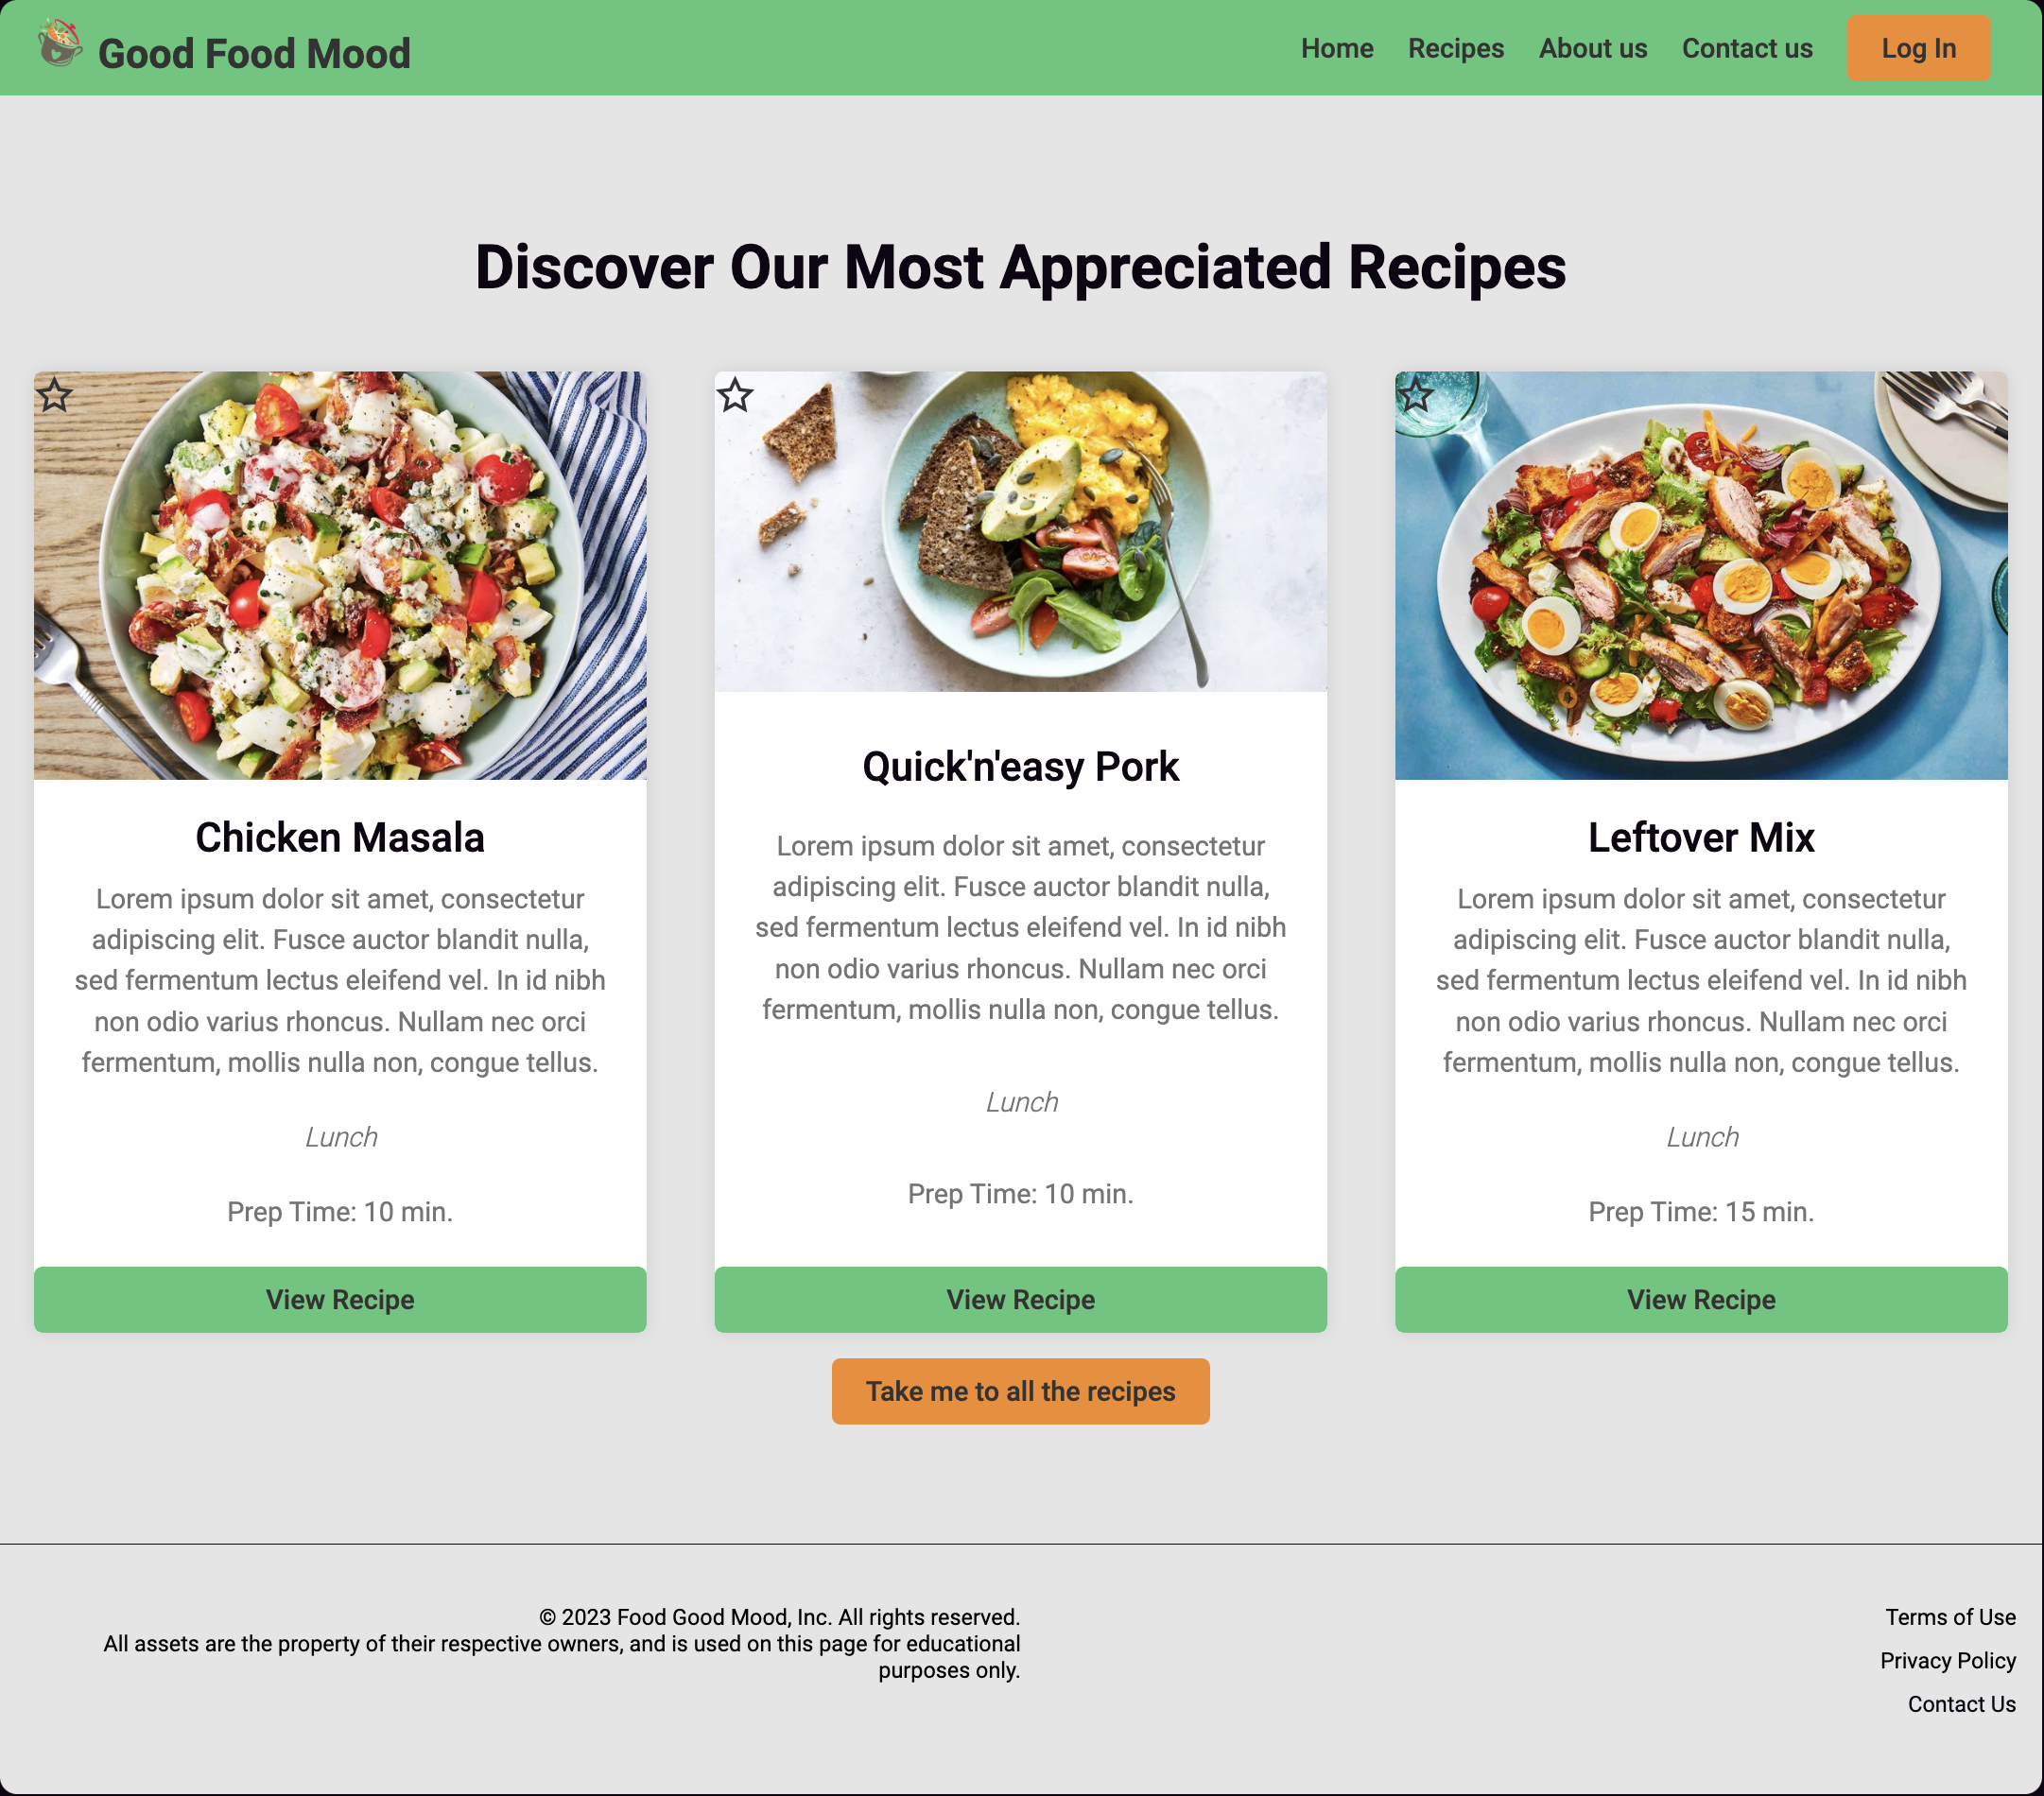 Good Food Mood
Home
Recipes
About us
Contact us
Log In
Discover Our Most Appreciated Recipes
Chicken Masala
Lorem ipsum dolor sit amet, consectetur
adipiscing elit. Fusce auctor blandit nulla,
sed fermentum lectus eleifend vel. In id nibh
non odio varius rhoncus. Nullam nec orci
fermentum, mollis nulla non, congue tellus.
Lunch
Prep Time: 10 min.
View Recipe
Quick'n'easy Pork
Lorem ipsum dolor sit amet, consectetur
adipiscing elit. Fusce auctor blandit nulla,
sed fermentum lectus eleifend vel. In id nibh
non odio varius rhoncus. Nullam nec orci
fermentum, mollis nulla non, congue tellus.
Lunch
Prep Time: 10 min.
View Recipe
Leftover Mix
Lorem ipsum dolor sit amet, consectetur
adipiscing elit. Fusce auctor blandit nulla,
sed fermentum lectus eleifend vel. In id nibh
non odio varius rhoncus. Nullam nec orci
fermentum, mollis nulla non, congue tellus.
Lunch
Prep Time: 15 min.
View Recipe
Take me to all the recipes
© 2023 Food Good Mood, Inc. All rights reserved.
All assets are the property of their respective owners, and is used on this page for educational
purposes only.
Terms of Use
Privacy Policy
Contact Us